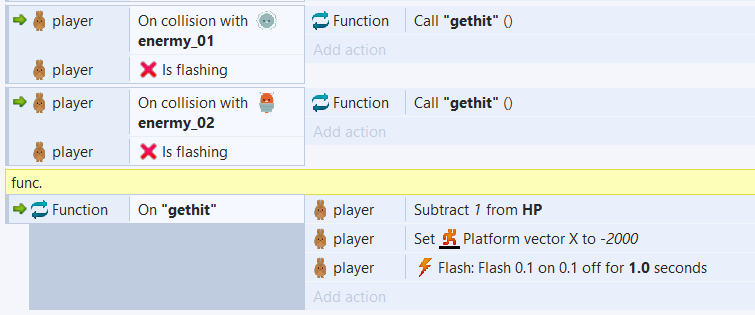 player On collision with Function Call "gethit" ()
enermy_01 Add action
player Is flashing
player On collision with Function Call "gethit" ()
enermy_02 Add action
player Is flashing
func.
Function On "gethit" player Subtract 1 from HP
player Set Platform vector X to -2000
player Flash: Flash 0.1 on 0.1 off for 1.0 seconds
Add action